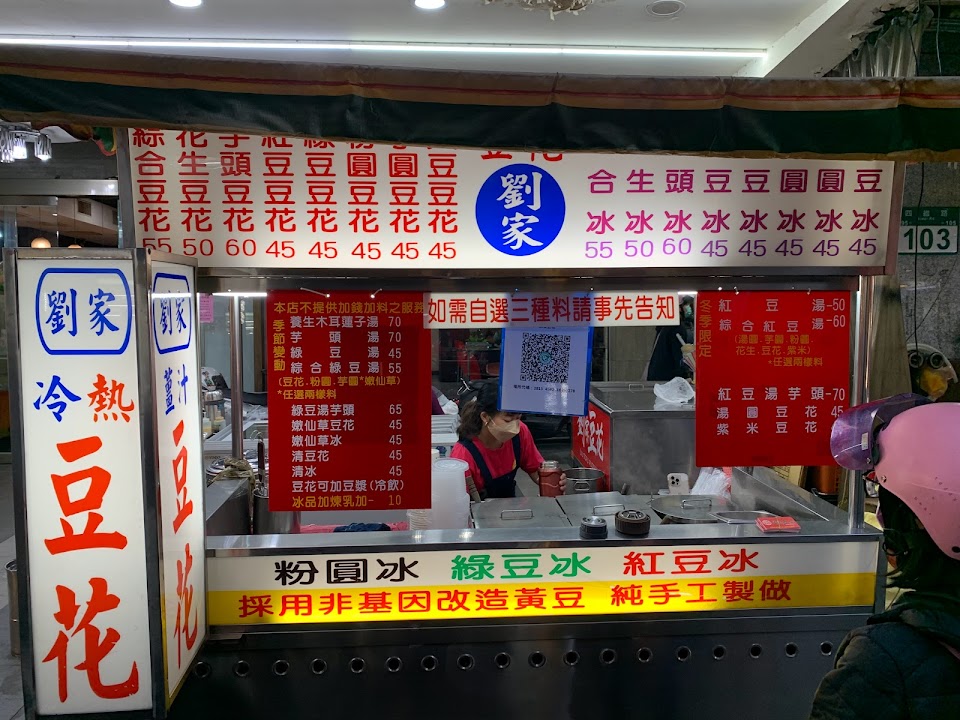 綜 花 芋 紅 綠 粉 豆花
合 生 頭 豆 豆 圓 圓 豆
豆 豆 豆 豆 豆 豆 豆 豆
花 花 花 花 花 花 花 花
55 50 60 45 45 45 45 45
劉家
合 生 頭 豆 豆 圓 圓 豆
冰 冰 冰 冰 冰 冰 冰 冰
55 50 60 45 45 45 45 45
103
劉家
冷 熱
豆花
劉家
薑汁
豆花
本店不提供加錢加料之服務
季節變動
養生木耳蓮子湯 70
芋頭湯 70
綠豆湯 45
綜合綠豆湯 55
(豆花.粉圓.芋圓*嫩仙草)
*任選兩樣料
綠豆湯芋頭 65
嫩仙草豆花 45
嫩仙草冰 45
清豆花 45
清冰 45
豆花可加豆漿(冷飲)
冰品加煉乳加- 10
如需自選三種料請事先告知
冬季限定
紅豆湯-50
綜合紅豆湯-60
(湯圓.芋圓.粉圓
花生.豆花.紫米)
*任選兩樣料
紅豆湯芋頭-70
紅豆湯圓豆花 45
紫米豆花 45
粉圓冰 綠豆冰 紅豆冰
採用非基因改造黃豆 純手工製做